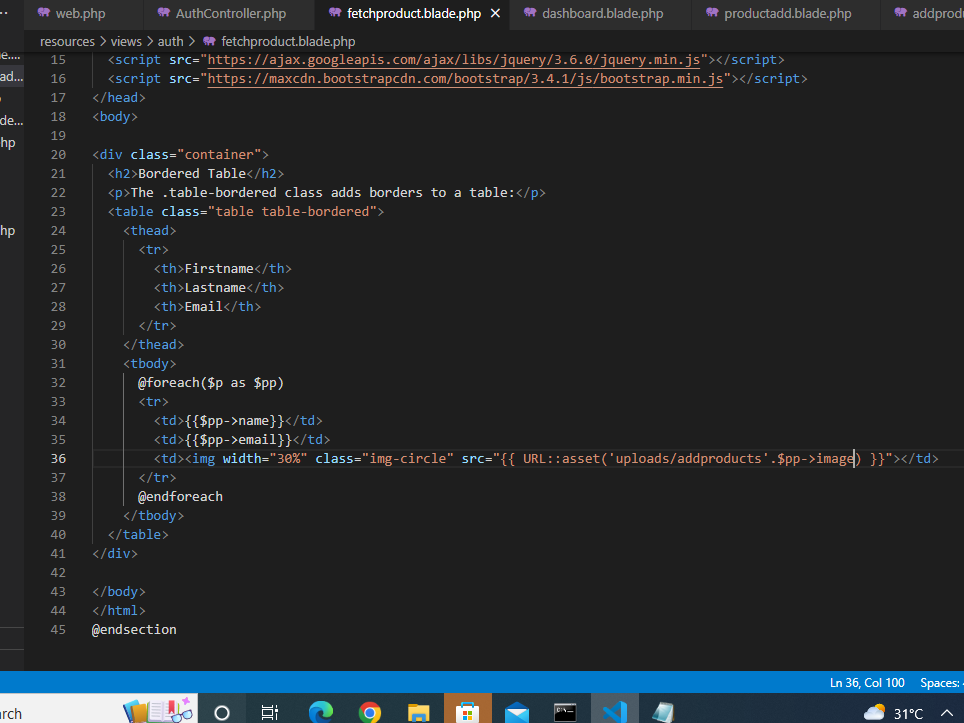 web.php AuthController.php fetchproduct.blade.php dashboard.blade.php productadd.blade.php addprod
resources > views > auth > fetchproduct.blade.php
15 <script src="https://ajax.googleapis.com/ajax/libs/jquery/3.6.0/jquery.min.js"></script>
16 <script src="https://maxcdn.bootstrapcdn.com/bootstrap/3.4.1/js/bootstrap.min.js"></script>
17 </head>
18 <body>
19
20 <div class="container">
21 <h2>Bordered Table</h2>
22 <p>The .table-bordered class adds borders to a table:</p>
23 <table class="table table-bordered">
24 <thead>
25 <tr>
26 <th>Firstname</th>
27 <th>Lastname</th>
28 <th>Email</th>
29 </tr>
30 </thead>
31 <tbody>
32 @foreach($p as $pp)
33 <tr>
34 <td>{{$pp->name}}</td>
35 <td>{{$pp->email}}</td>
36 <td><img width="30%" class="img-circle" src="{{ URL::asset('uploads/addproducts'.$pp->image) }}"></td>
37 </tr>
38 @endforeach
39 </tbody>
40 </table>
41 </div>
42
43 </body>
44 </html>
45 @endsection
e....
ad...
de...
hp
hp
Ln 36, Col 100 Spaces:
rch
31°C